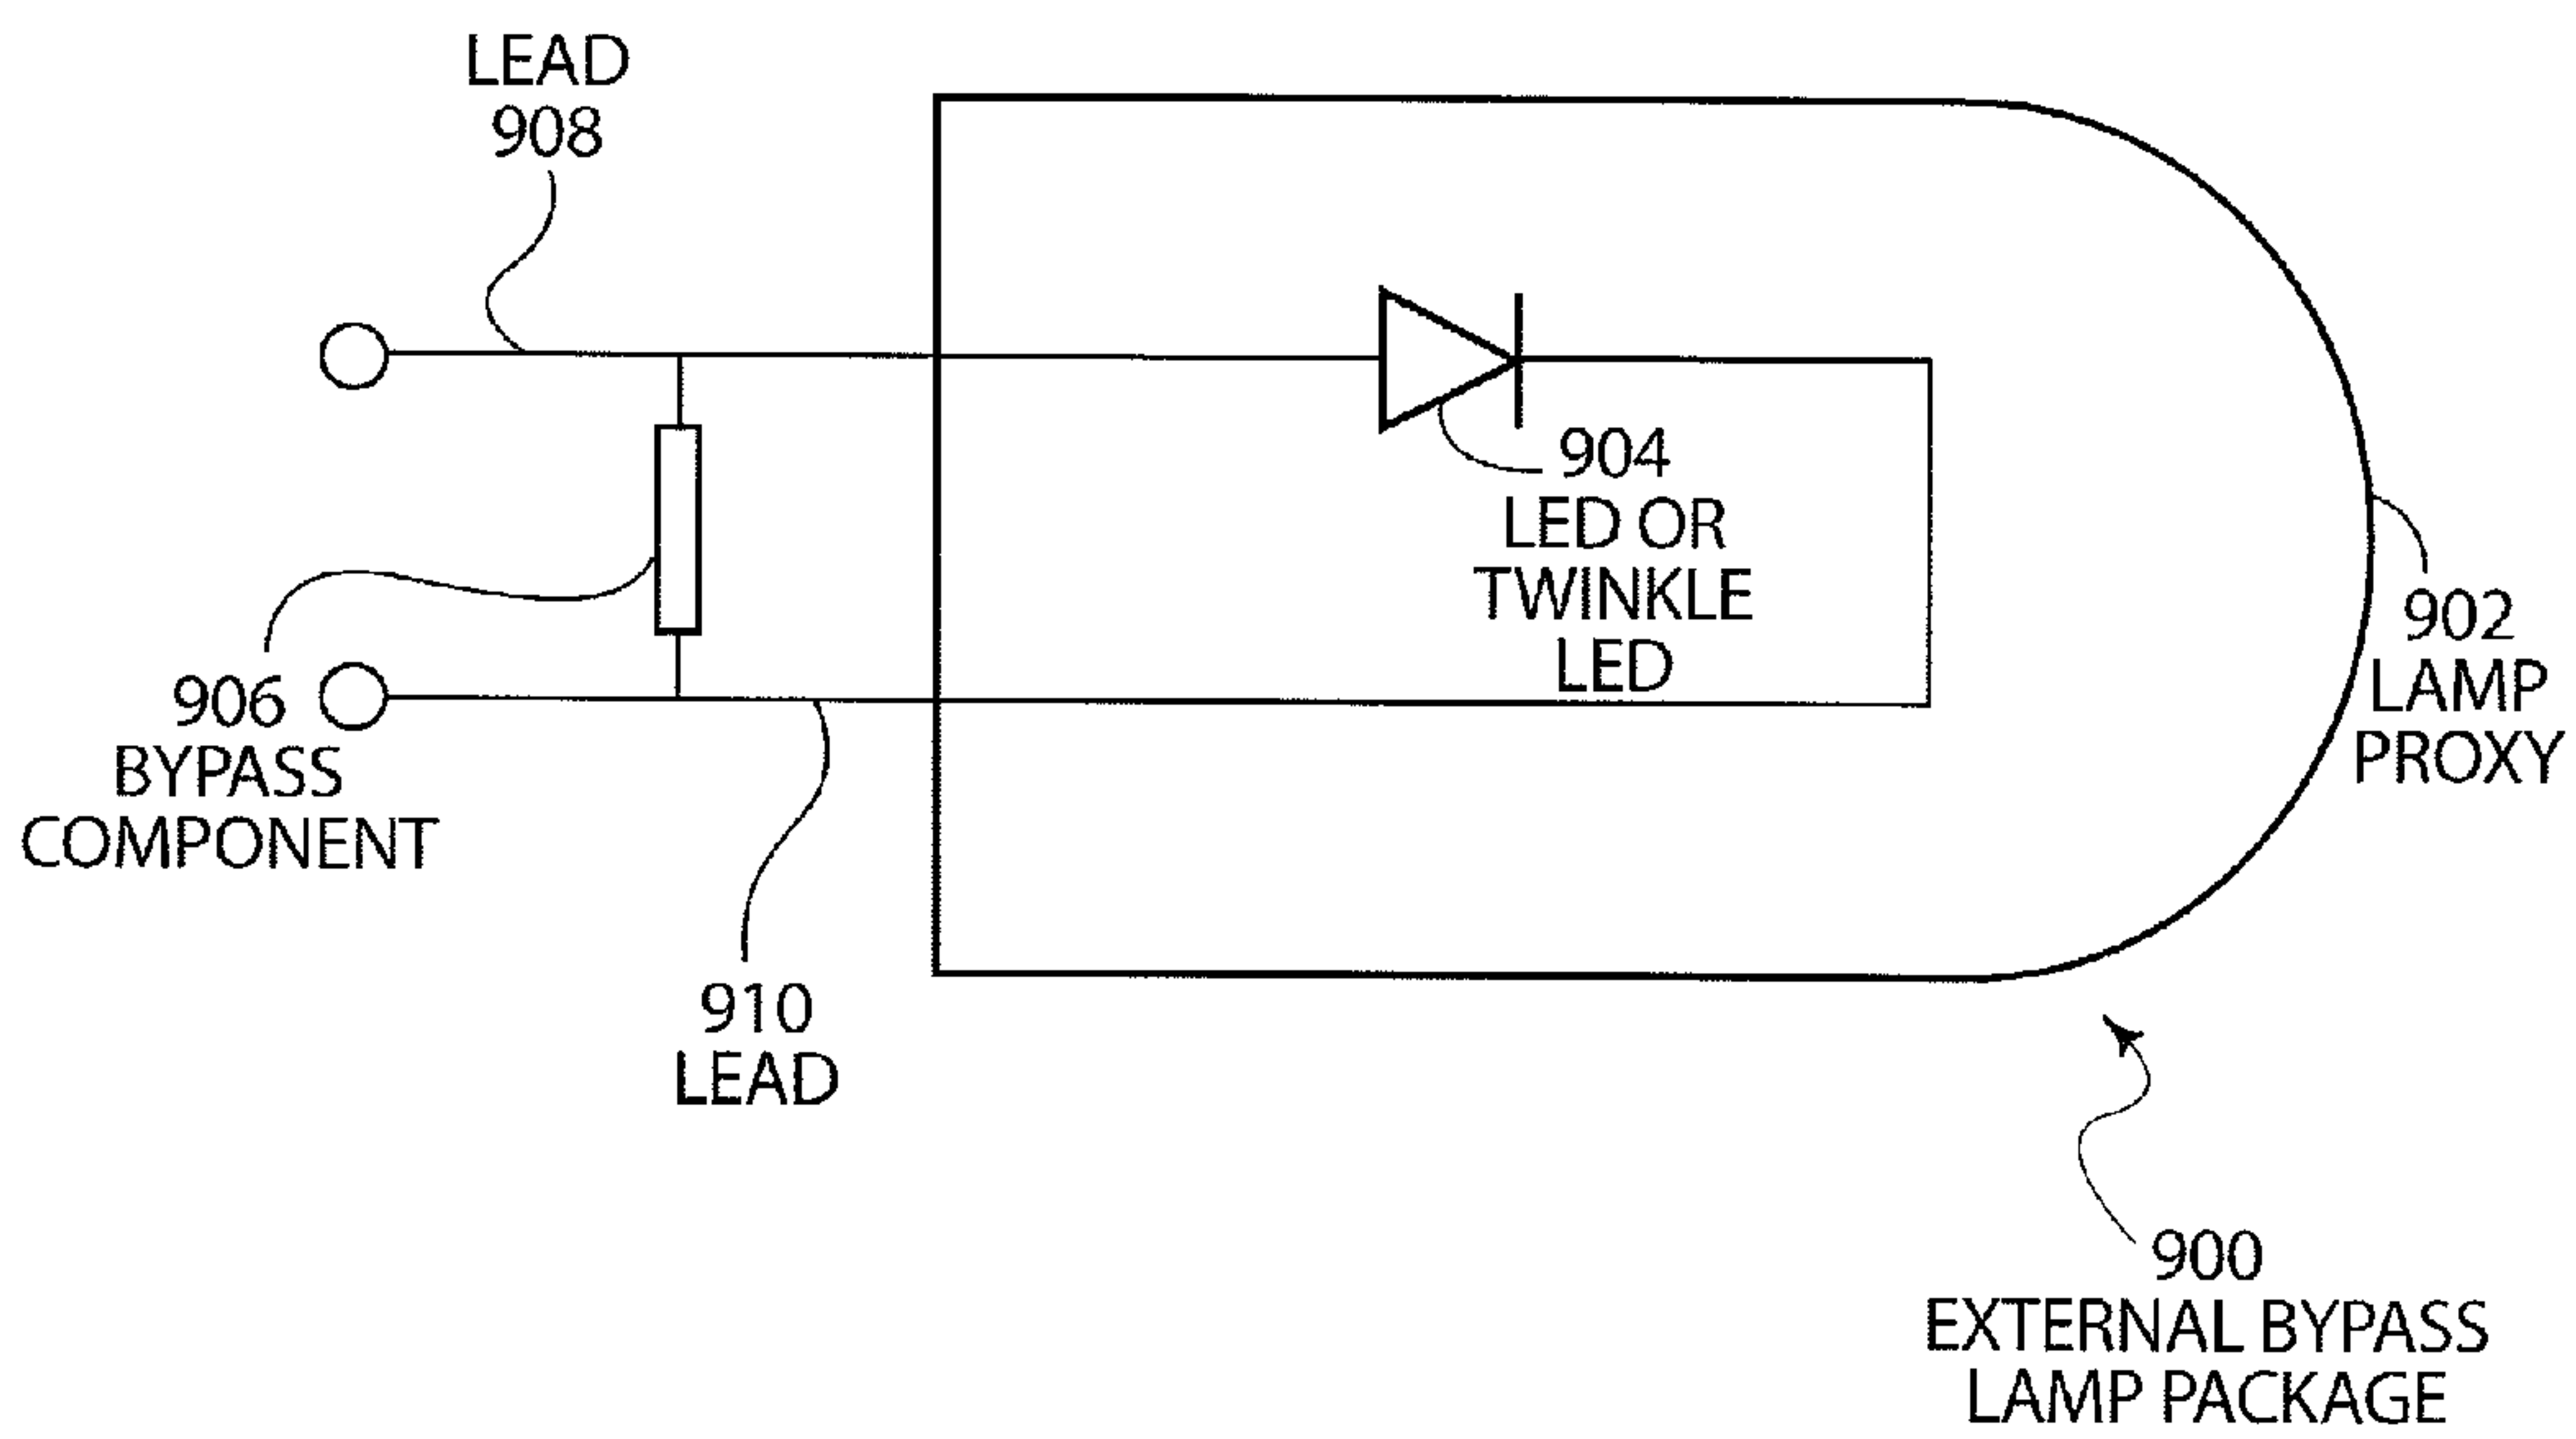 LEAD
908
904
LED OR
TWINKLE
LED
902
LAMP
PROXY
906
BYPASS
COMPONENT
910
LEAD
900
EXTERNAL BYPASS
LAMP PACKAGE